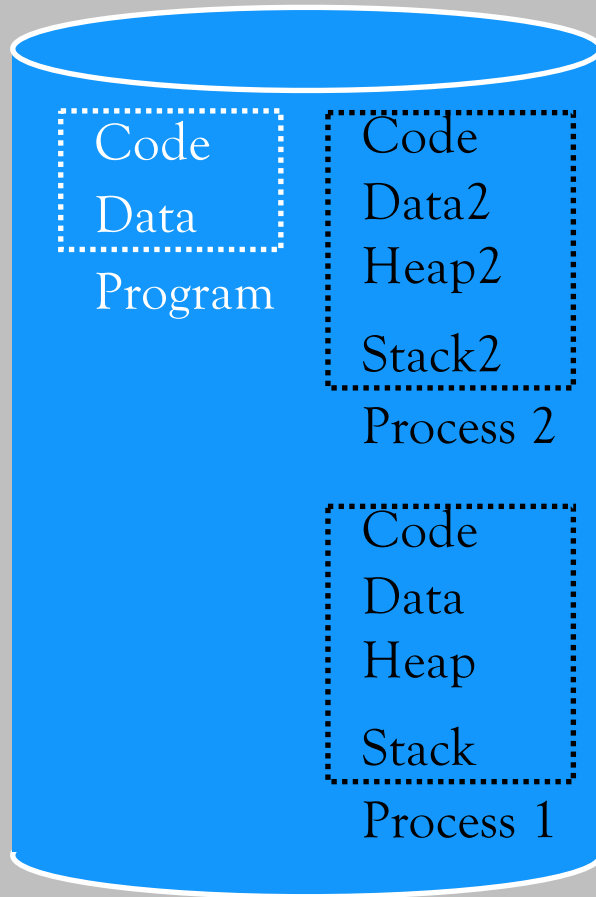 Code
Data
Program
Code
Data2
Heap2
Stack2
Process 2
Code
Data
Heap
Stack
Process 1